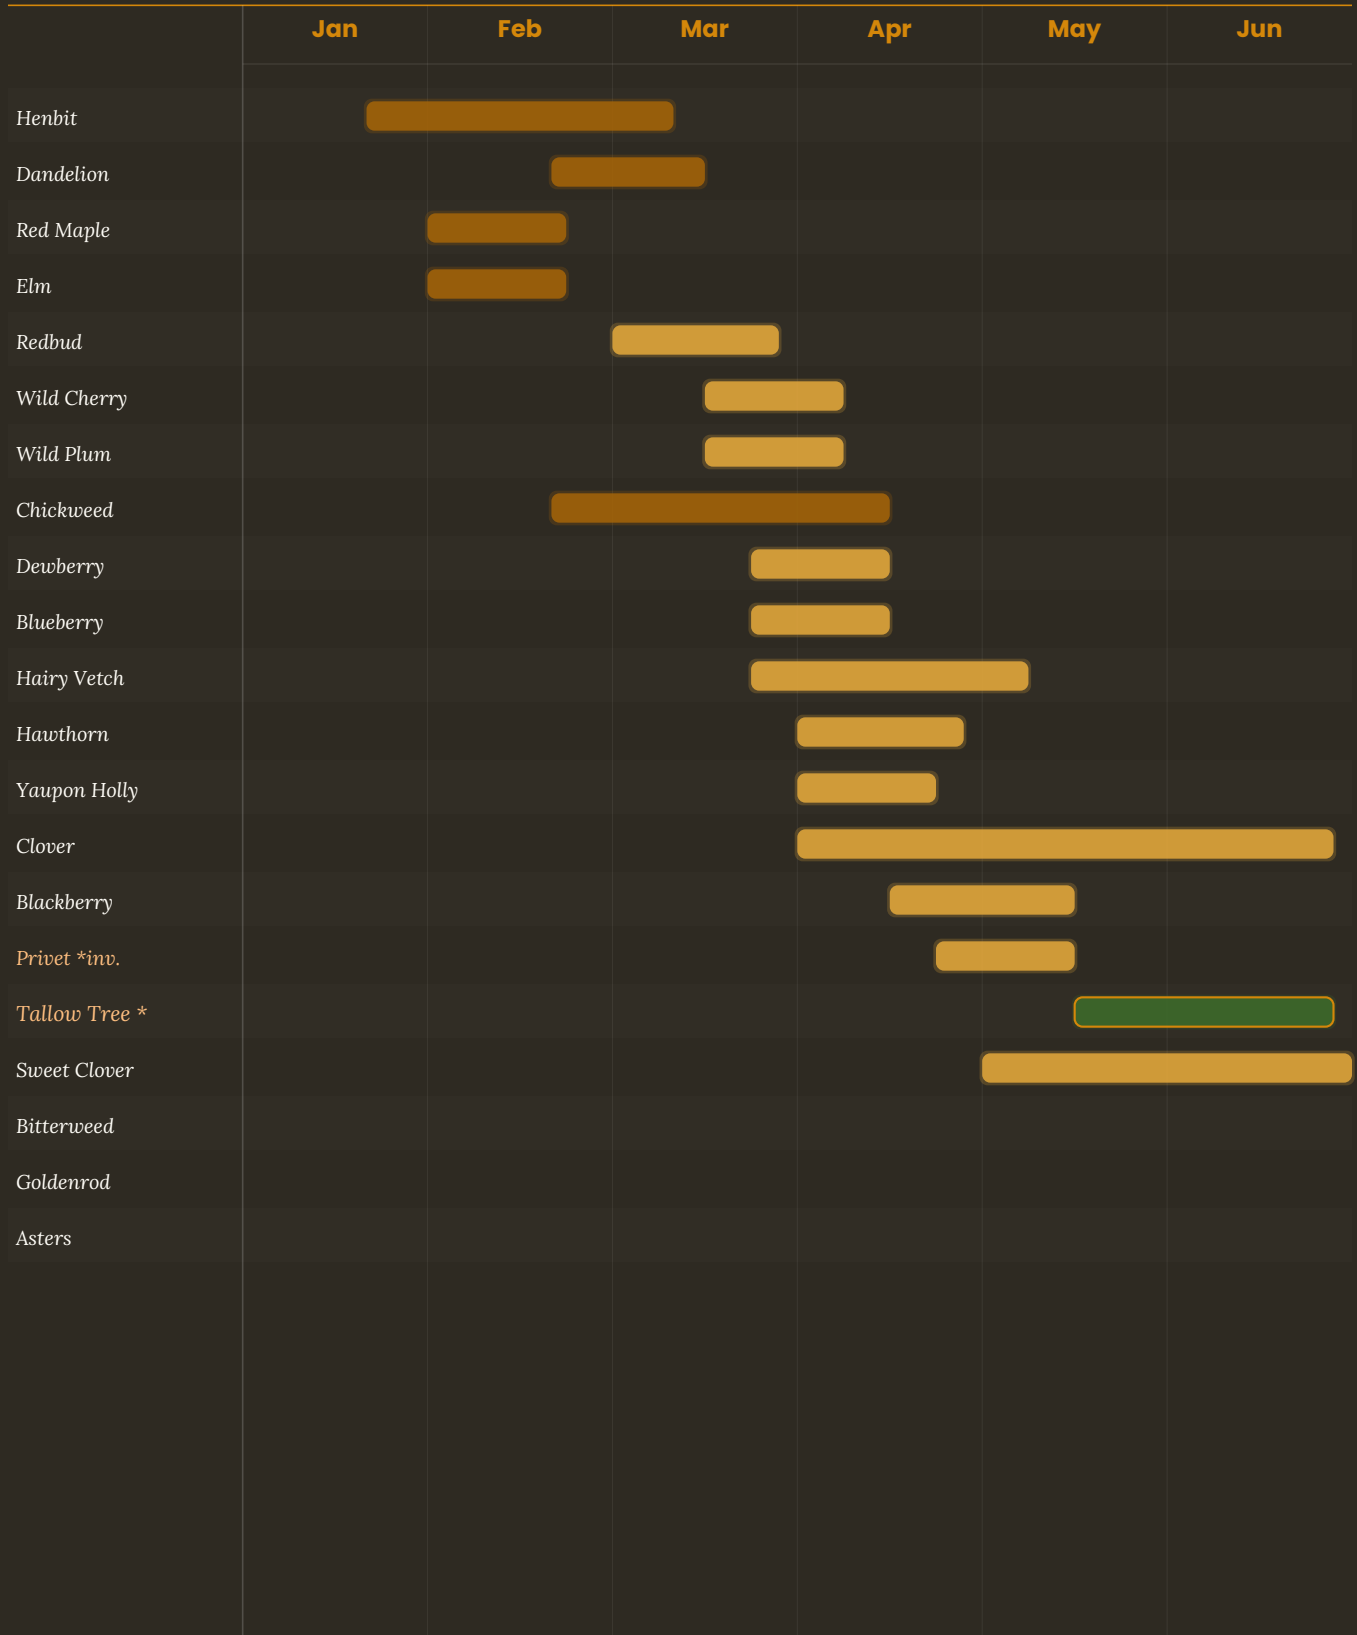 Jan Feb Mar Apr May Jun
Henbit
Dandelion
Red Maple
Elm
Redbud
Wild Cherry
Wild Plum
Chickweed
Dewberry
Blueberry
Hairy Vetch
Hawthorn
Yaupon Holly
Clover
Blackberry
Privet *inv.
Tallow Tree *
Sweet Clover
Bitterweed
Goldenrod
Asters